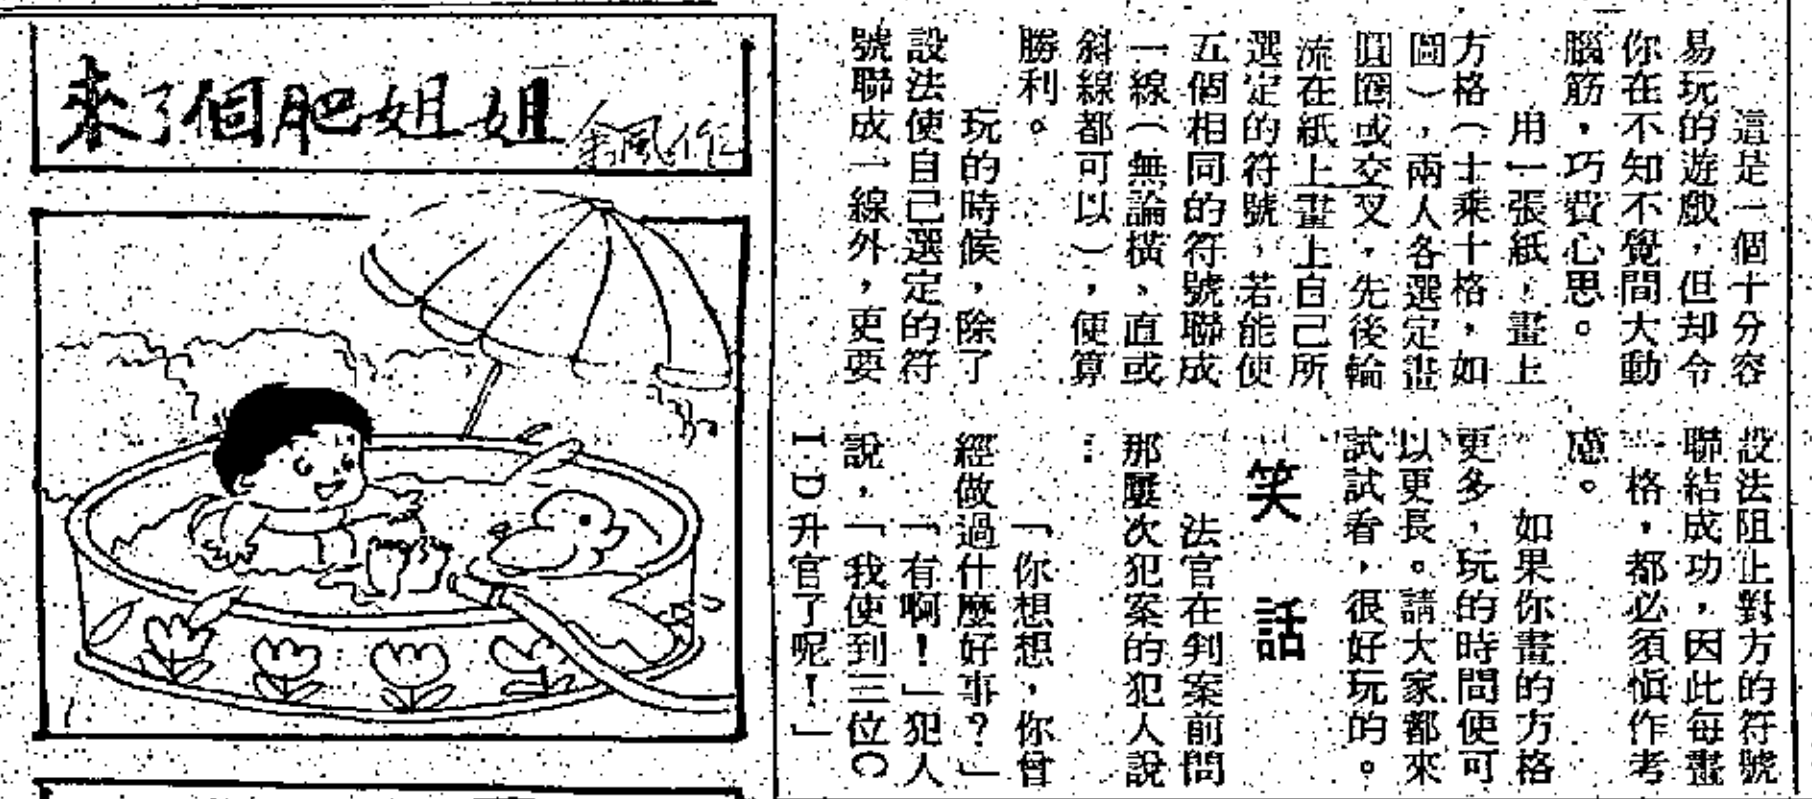 來了個肥姐姐
這是一個十分容
易玩的遊戲，但却令
你在不知不覺間大動
腦筋，巧費心思。
用一張紙，畫上
方格（十乘十格，如
圖），兩人各選定畫
圓圈或交叉，先後輪
流在紙上畫上自己所
選定的符號，若能使
五個相同的符號聯成
一線（無論橫、直或
斜線都可以），便算
勝利。
玩的時候，除了
設法使自己選定的符
號聯成一線外，更要
設法阻止對方的符號
聯結成功，因此每畫
一格，都必須慎作考
慮。
如果你畫的方格
更多，玩的時間便可
以更長。請大家都來
試試看，很好玩的。
笑話
法官在判案前問
那屢次犯案的犯人說
：
「你想想，你曾
經做過什麼好事？」
「有啊！」犯人
說，「我使到三位C
I·D升官了呢！」